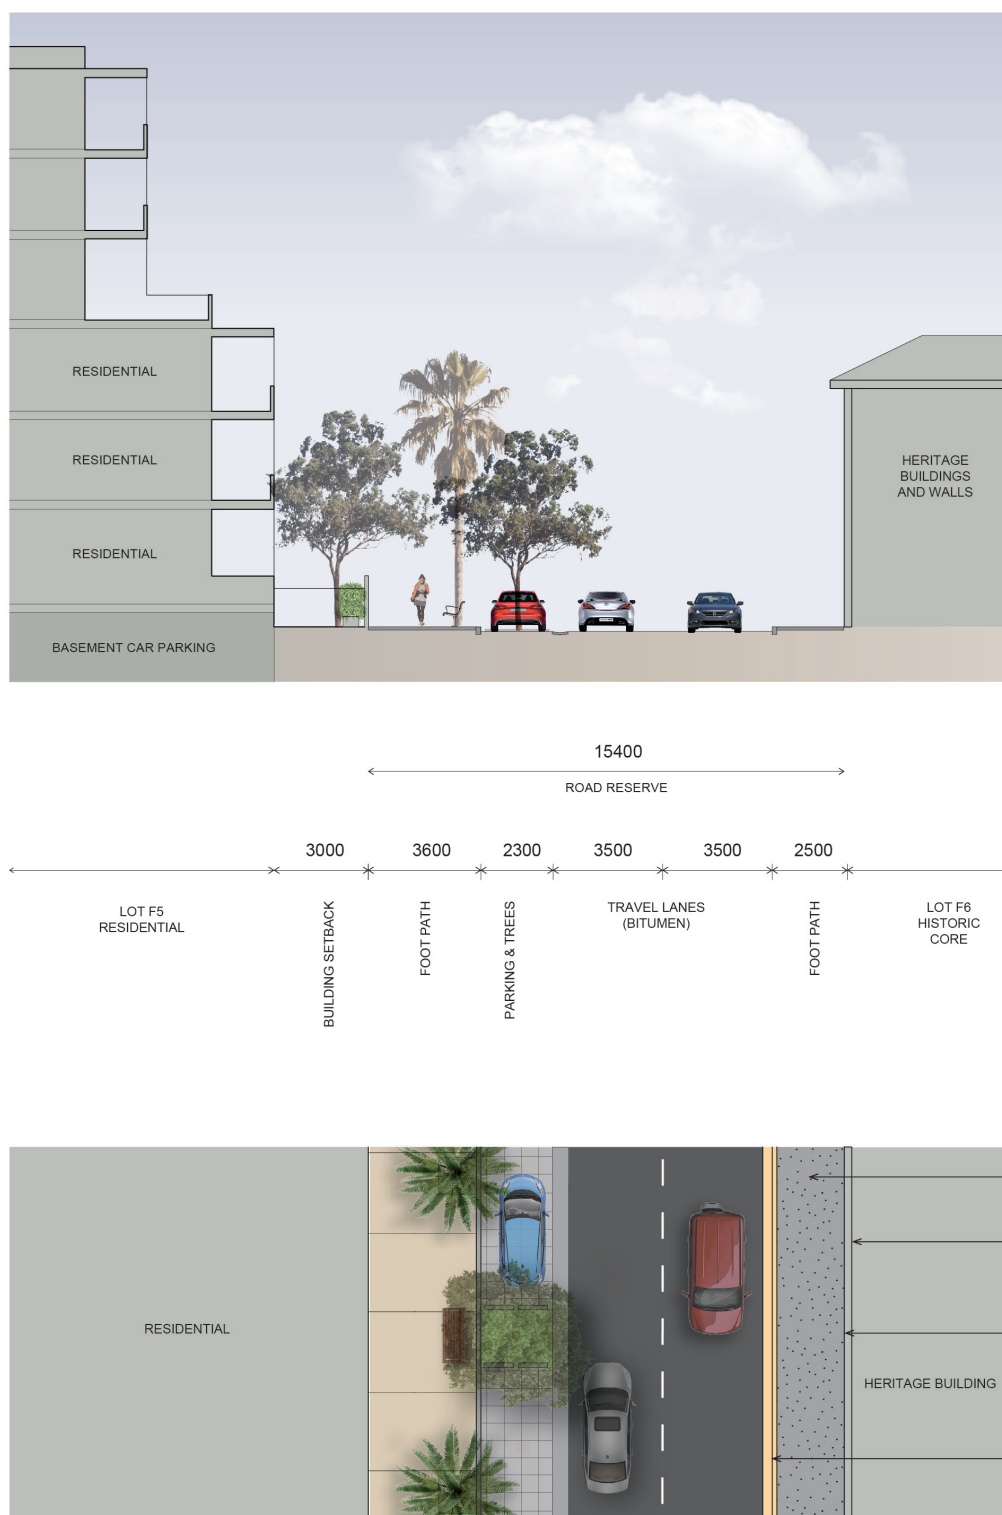 RESIDENTIAL
RESIDENTIAL
RESIDENTIAL
BASEMENT CAR PARKING
HERITAGE
BUILDINGS
AND WALLS
15400
ROAD RESERVE
3000
3600
2300
3500
3500
2500
LOT F5
RESIDENTIAL
BUILDING SETBACK
FOOT PATH
PARKING & TREES
TRAVEL LANES
(BITUMEN)
FOOT PATH
LOT F6
HISTORIC
CORE
RESIDENTIAL
HERITAGE BUILDING